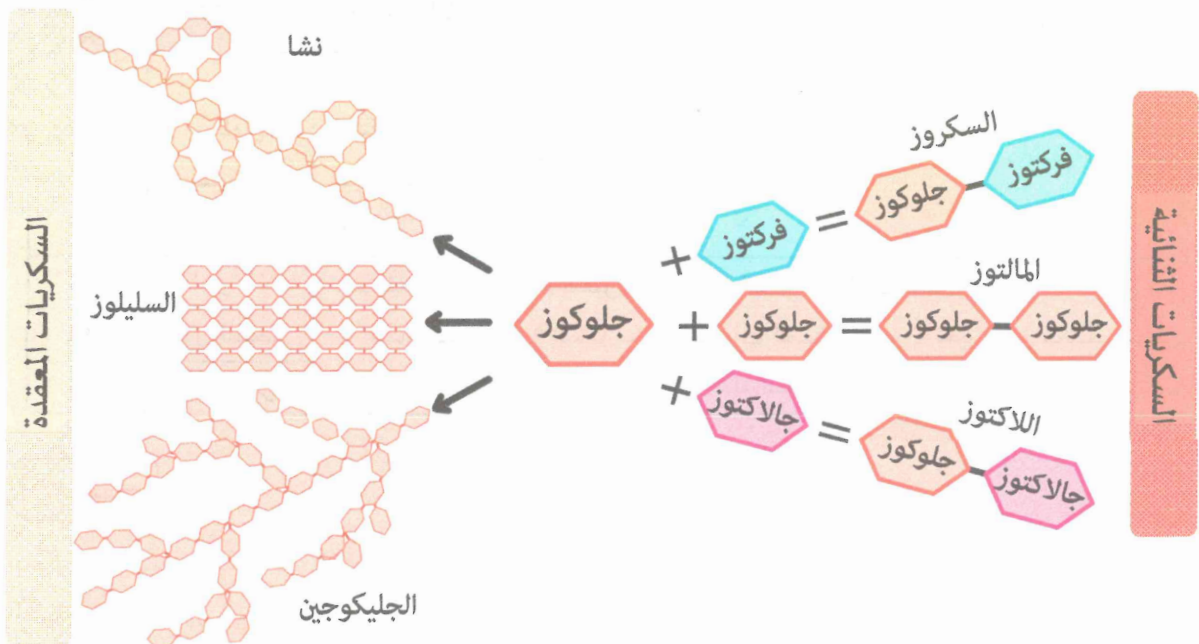 السكريات الثنائية
السكروز
جلوكوز
فركتوز
+ فركتوز =
المالتوز
جلوكوز + جلوكوز = جلوكوز جلوكوز
اللاكتوز
+ جالاكتوز =
جلوكوز
جالاكتوز
نشا
السليلوز
الجليكوجين
السكريات المعقدة